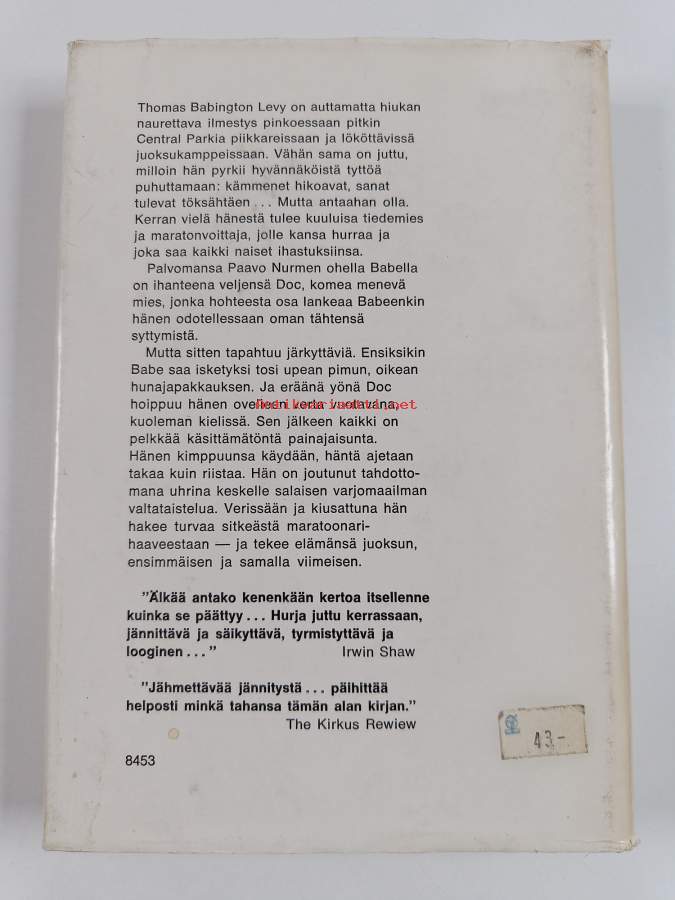 Thomas Babington Levy on auttamatta hiukan
naurettava ilmestys pinkoessaan pitkin
Central Parkia piikkareissaan ja lököttävissä
juoksukamppeissaan. Vähän sama on juttu,
milloin hän pyrkii hyvännäköistä tyttöä
puhuttamaan: kämmenet hikoavat, sanat
tulevat töksähtäen... Mutta antaahan olla.
Kerran vielä hänestä tulee kuuluisa tiedemies
ja maratonvoittaja, jolle kansa hurraa ja
joka saa kaikki naiset ihastuksiinsa.
Palvomansa Paavo Nurmen ohella Babella
on ihanteena veljensä Doc, komea menevä
mies, jonka hohteesta osa lankeaa Babeenkin
hänen odotellessaan oman tähtensä
syttymistä.
Mutta sitten tapahtuu järkyttäviä. Ensiksikin
Babe saa isketyksi tosi upean pimun, oikean
hunajapakkauksen. Ja eräänä yönä Doc
hoippuu hänen ovelleen verta vuotavana,
Antikvariaatti.net
kuoleman kielissä. Sen jälkeen kaikki on
pelkkää käsittämätöntä painajaisunta.
Hänen kimppuunsa käydään, häntä ajetaan
takaa kuin riistaa. Hän on joutunut tahdotto-
mana uhrina keskelle salaisen varjomaailman
valtataistelua. Verissään ja kiusattuna hän
hakee turvaa sitkeästä maratoonari-
haaveestaan — ja tekee elämänsä juoksun,
ensimmäisen ja samalla viimeisen.
"Älkää antako kenenkään kertoa itsellenne
kuinka se päättyy... Hurja juttu kerrassaan,
jännittävä ja säikyttävä, tyrmistyttävä ja
looginen..." Irwin Shaw
"Jähmettävää jännitystä... päihittää
helposti minkä tahansa tämän alan kirjan."
The Kirkus Rewiew
43-
8453